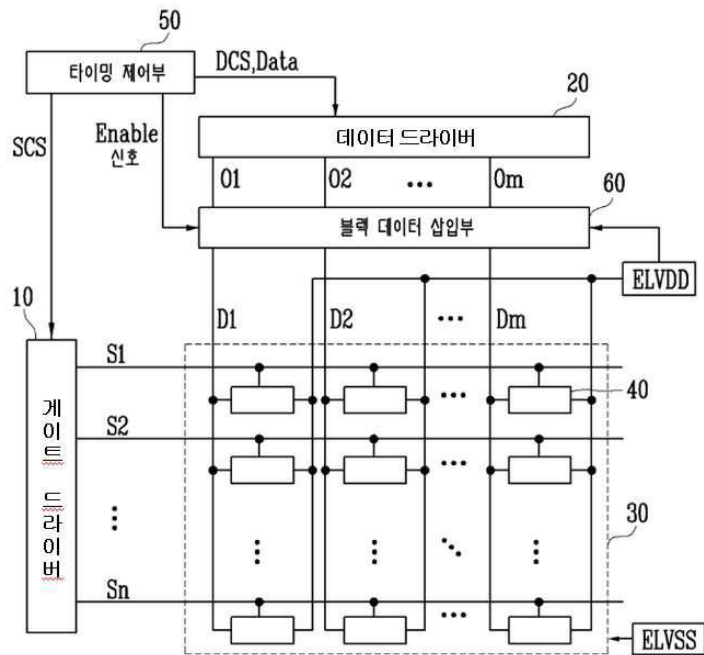 50
타이밍 제어부
DCS,Data
20
데이터 드라이버
SCS
Enable
신호
O1 O2 ... Om
60
블랙 데이터 삽입부
ELVDD
10
D1 D2 ... Dm
S1
40
게이트 드라이버
S2
30
Sn
ELVSS